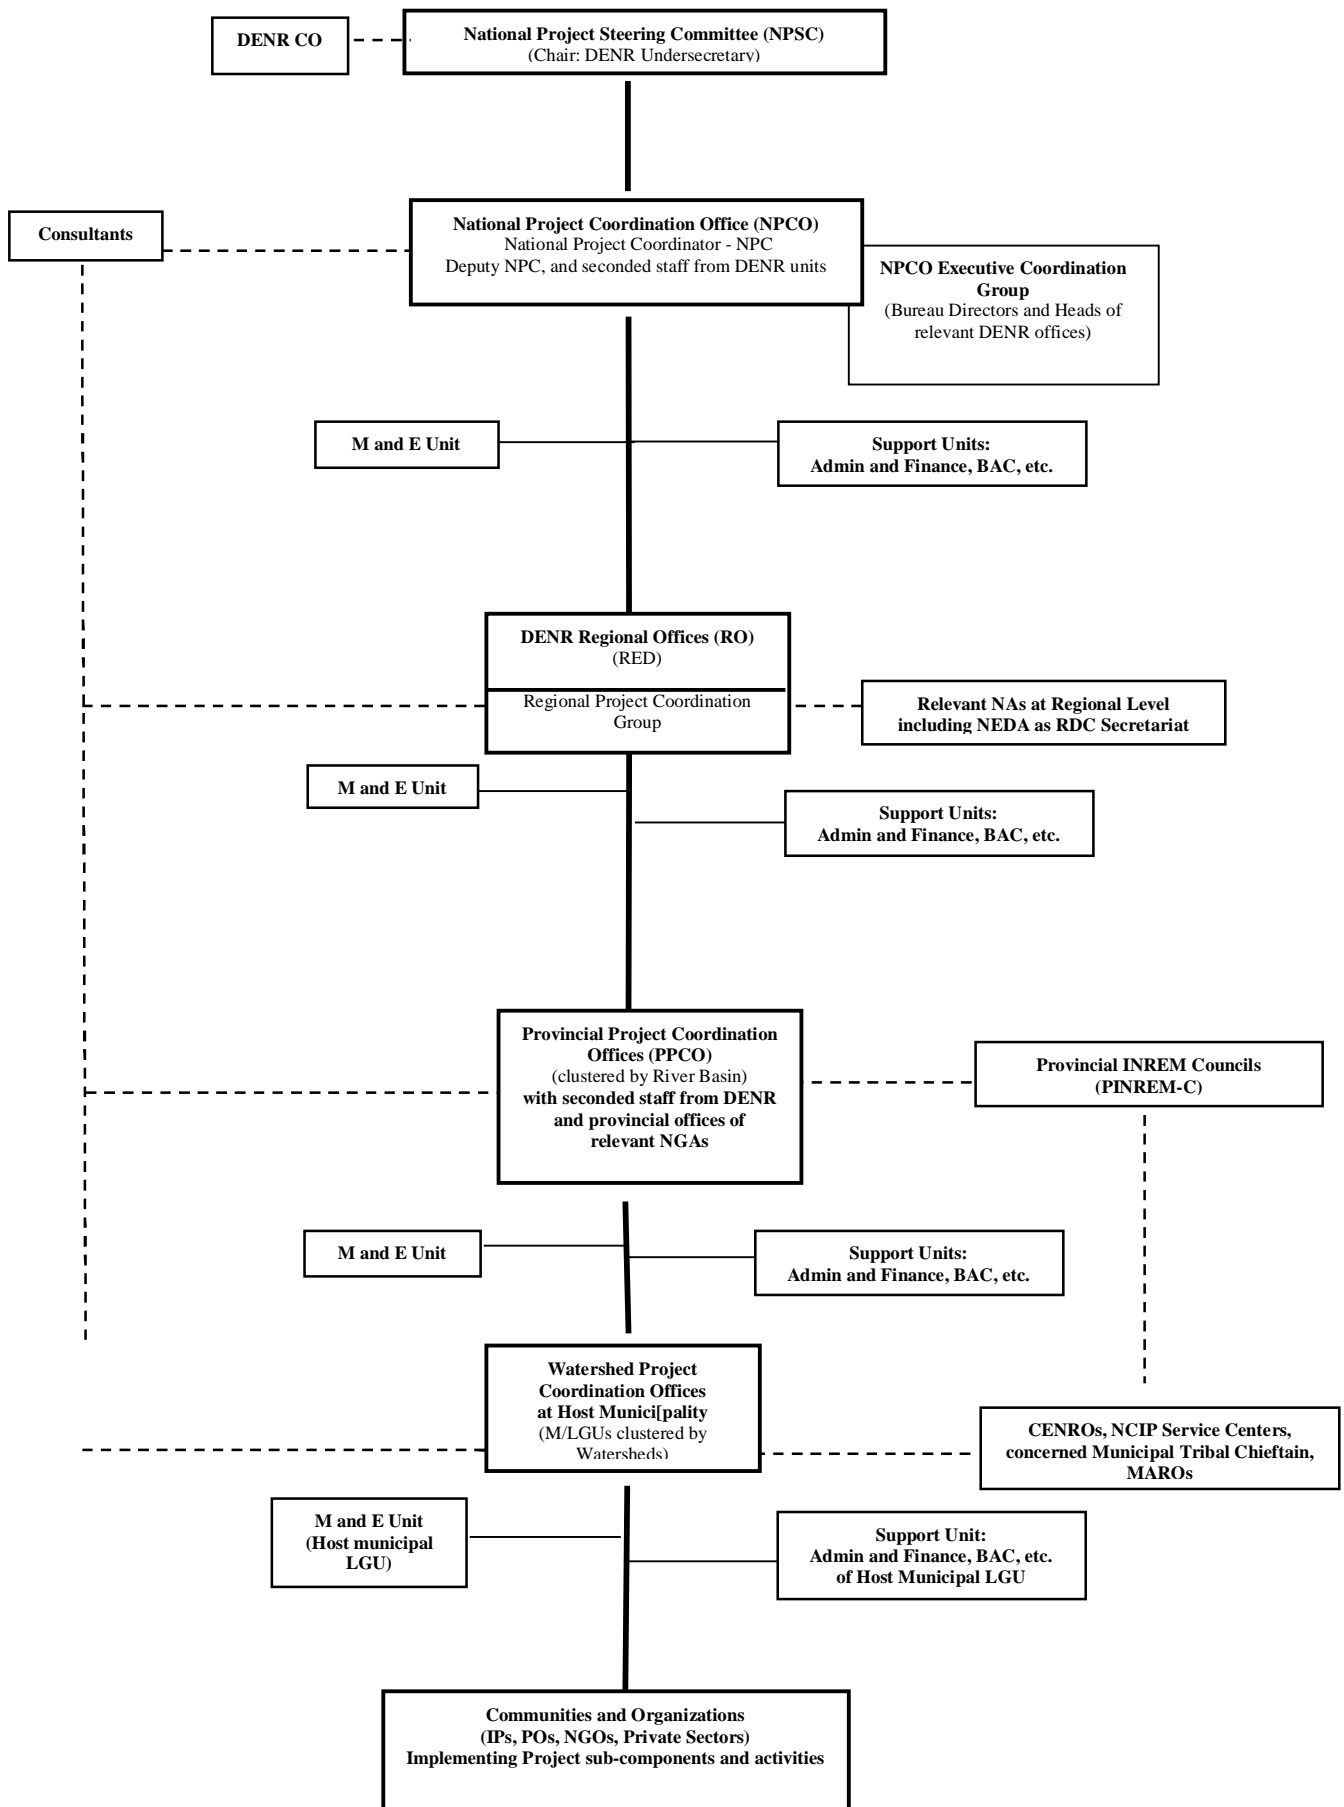 DENR CO
National Project Steering Committee (NPSC)
(Chair: DENR Undersecretary)
Consultants
National Project Coordination Office (NPCO)
National Project Coordinator - NPC
Deputy NPC, and seconded staff from DENR units
NPCO Executive Coordination
Group
(Bureau Directors and Heads of
relevant DENR offices)
M and E Unit
Support Units:
Admin and Finance, BAC, etc.
DENR Regional Offices (RO)
(RED)
Regional Project Coordination
Group
Relevant NAs at Regional Level
including NEDA as RDC Secretariat
M and E Unit
Support Units:
Admin and Finance, BAC, etc.
Provincial Project Coordination
Offices (PPCO)
(clustered by River Basin)
with seconded staff from DENR
and provincial offices of
relevant NGAs
Provincial INREM Councils
(PINREM-C)
M and E Unit
Support Units:
Admin and Finance, BAC, etc.
Watershed Project
Coordination Offices
at Host Munici[pality
(M/LGUs clustered by
Watersheds)
CENROs, NCIP Service Centers,
concerned Municipal Tribal Chieftain,
MAROs
M and E Unit
(Host municipal
LGU)
Support Unit:
Admin and Finance, BAC, etc.
of Host Municipal LGU
Communities and Organizations
(IPs, POs, NGOs, Private Sectors)
Implementing Project sub-components and activities